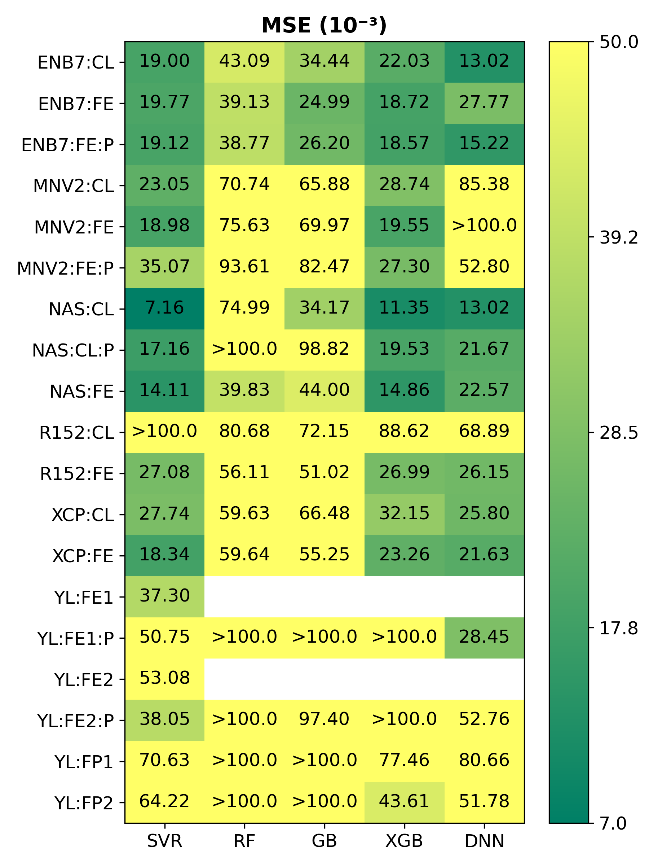 MSE (10⁻³)
ENB7:CL 19.00 43.09 34.44 22.03 13.02
ENB7:FE 19.77 39.13 24.99 18.72 27.77
ENB7:FE:P 19.12 38.77 26.20 18.57 15.22
MNV2:CL 23.05 70.74 65.88 28.74 85.38
MNV2:FE 18.98 75.63 69.97 19.55 >100.0
MNV2:FE:P 35.07 93.61 82.47 27.30 52.80
NAS:CL 7.16 74.99 34.17 11.35 13.02
NAS:CL:P 17.16 >100.0 98.82 19.53 21.67
NAS:FE 14.11 39.83 44.00 14.86 22.57
R152:CL >100.0 80.68 72.15 88.62 68.89
R152:FE 27.08 56.11 51.02 26.99 26.15
XCP:CL 27.74 59.63 66.48 32.15 25.80
XCP:FE 18.34 59.64 55.25 23.26 21.63
YL:FE1 37.30
YL:FE1:P 50.75 >100.0 >100.0 >100.0 28.45
YL:FE2 53.08
YL:FE2:P 38.05 >100.0 97.40 >100.0 52.76
YL:FP1 70.63 >100.0 >100.0 77.46 80.66
YL:FP2 64.22 >100.0 >100.0 43.61 51.78
SVR RF GB XGB DNN
50.0
39.2
28.5
17.8
7.0